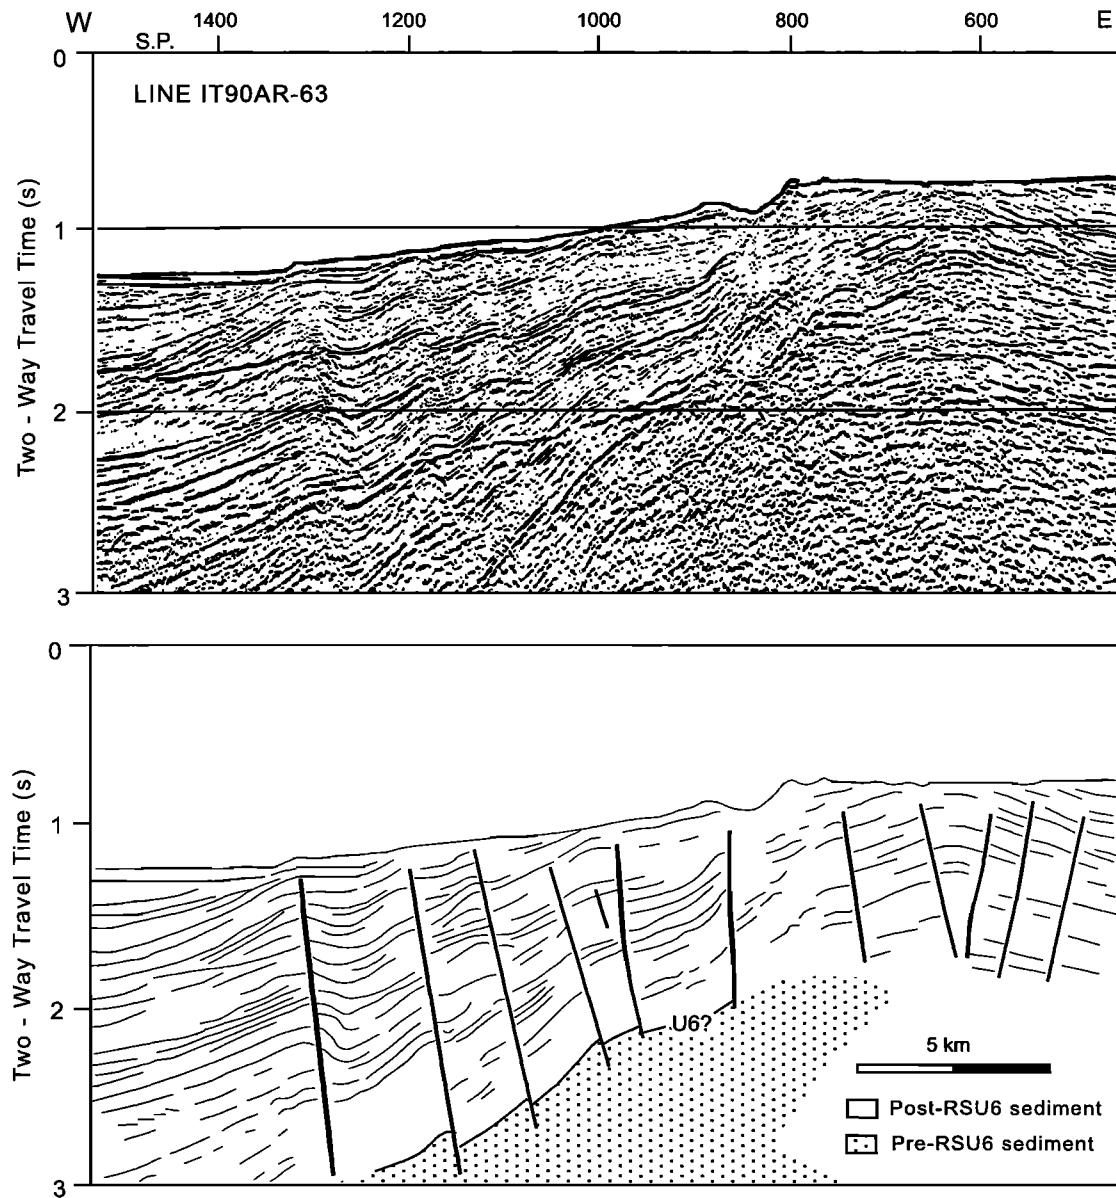 W 1400 1200 1000 800 600 E
S.P.
0
LINE IT90AR-63
1
2
3
Two - Way Travel Time (s)
0
1
2
3
Two - Way Travel Time (s)
U6?
5 km
Post-RSU6 sediment
Pre-RSU6 sediment